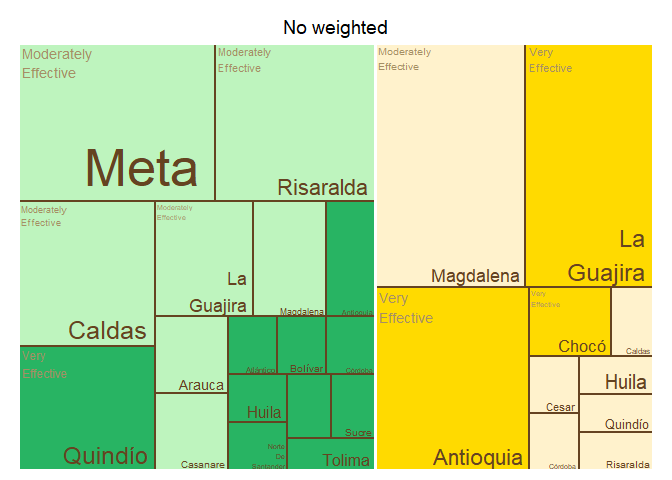 No weighted
Moderately
Effective
Meta
Moderately
Effective
Risaralda
Moderately
Effective
Caldas
Moderately
Effective
La
Guajira
Magdalena
Antioquia
Very
Effective
Quindío
Arauca
Casanare
Atlántico
Bolívar
Córdoba
Huila
Norte
De
Santander
Sucre
Tolima
Moderately
Effective
Magdalena
Very
Effective
La
Guajira
Very
Effective
Antioquia
Very
Effective
Chocó
Caldas
Cesar
Córdoba
Huila
Quindío
Risaralda